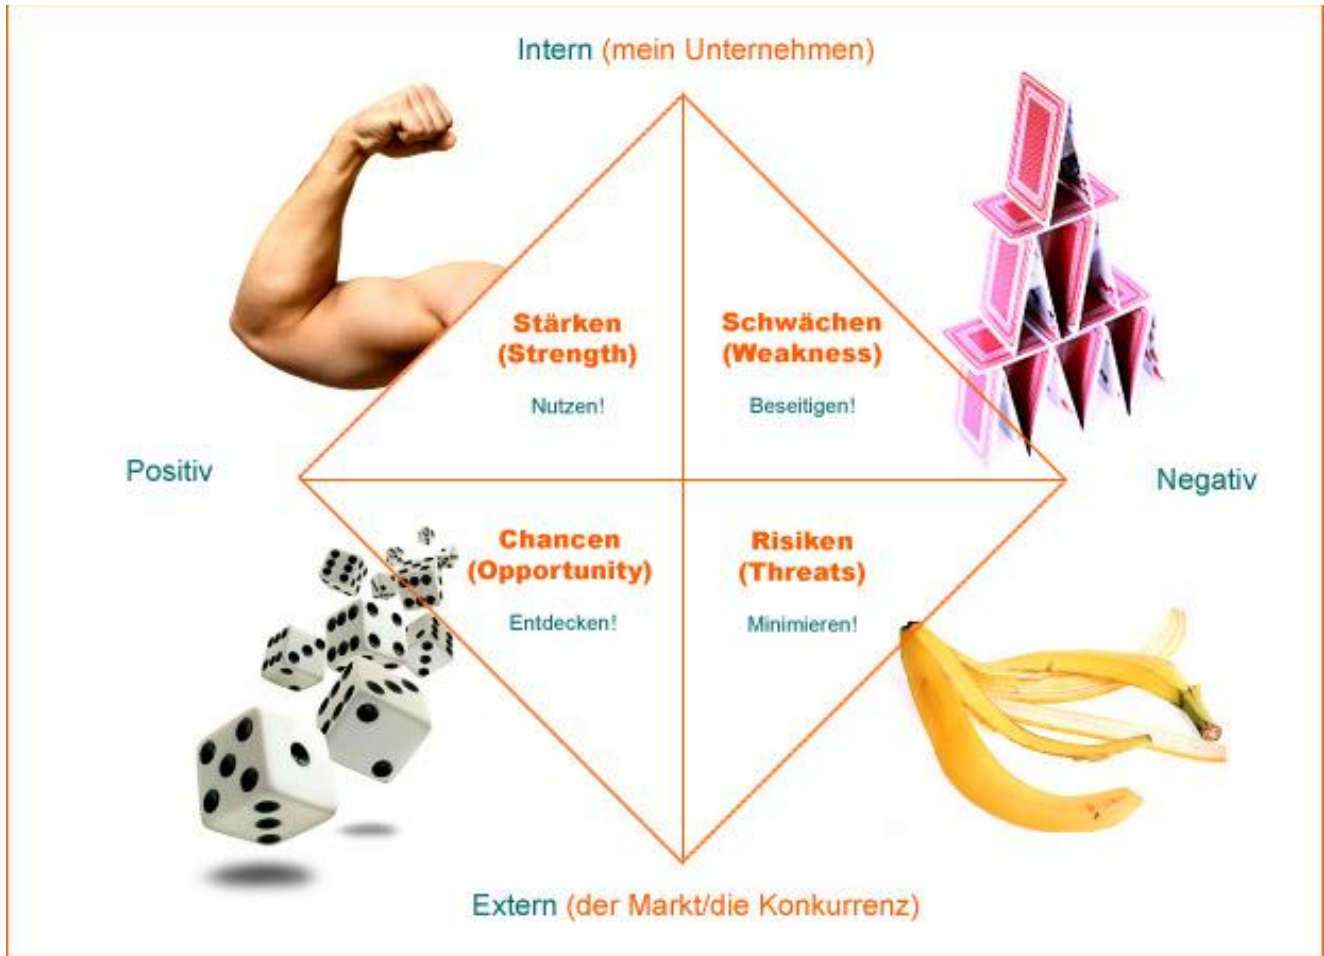 Intern (mein Unternehmen)
Stärken
(Strength)
Nutzen!
Schwächen
(Weakness)
Beseitigen!
Positiv
Negativ
Chancen
(Opportunity)
Entdecken!
Risiken
(Threats)
Minimieren!
Extern (der Markt/die Konkurrenz)